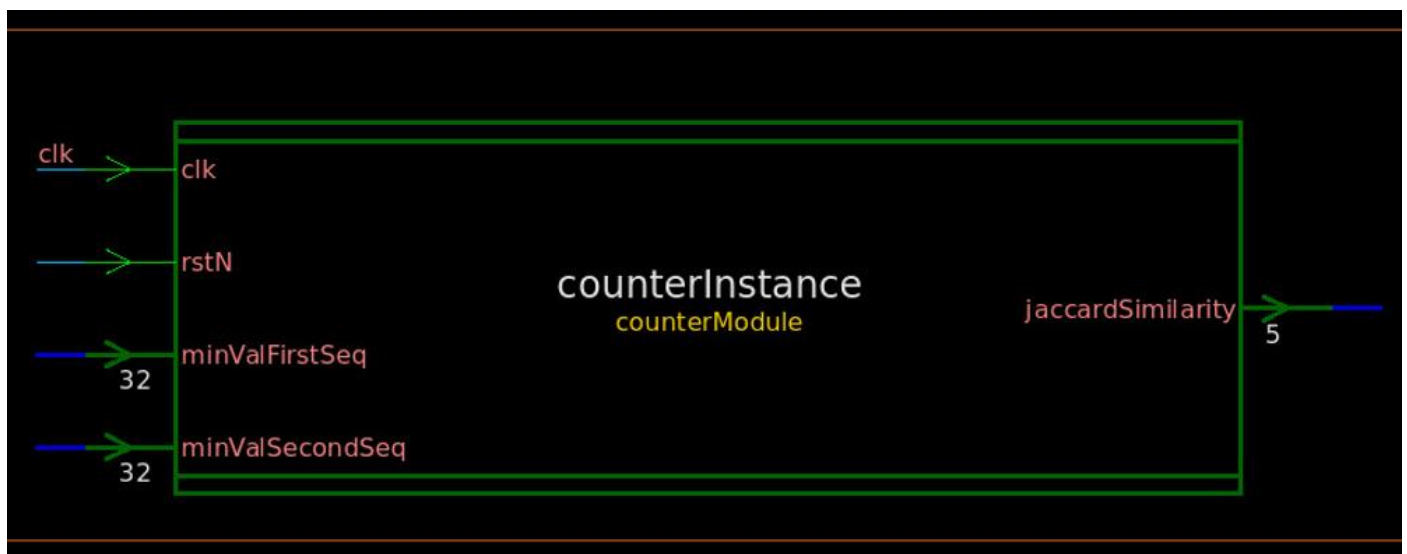 clk
clk
rstN
counterInstance
counterModule
jaccardSimilarity
5
minValFirstSeq
32
minValSecondSeq
32